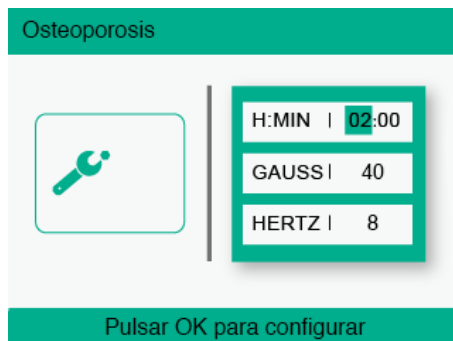 Osteoporosis
H:MIN | 02:00
GAUSS | 40
HERTZ | 8
Pulsar OK para configurar